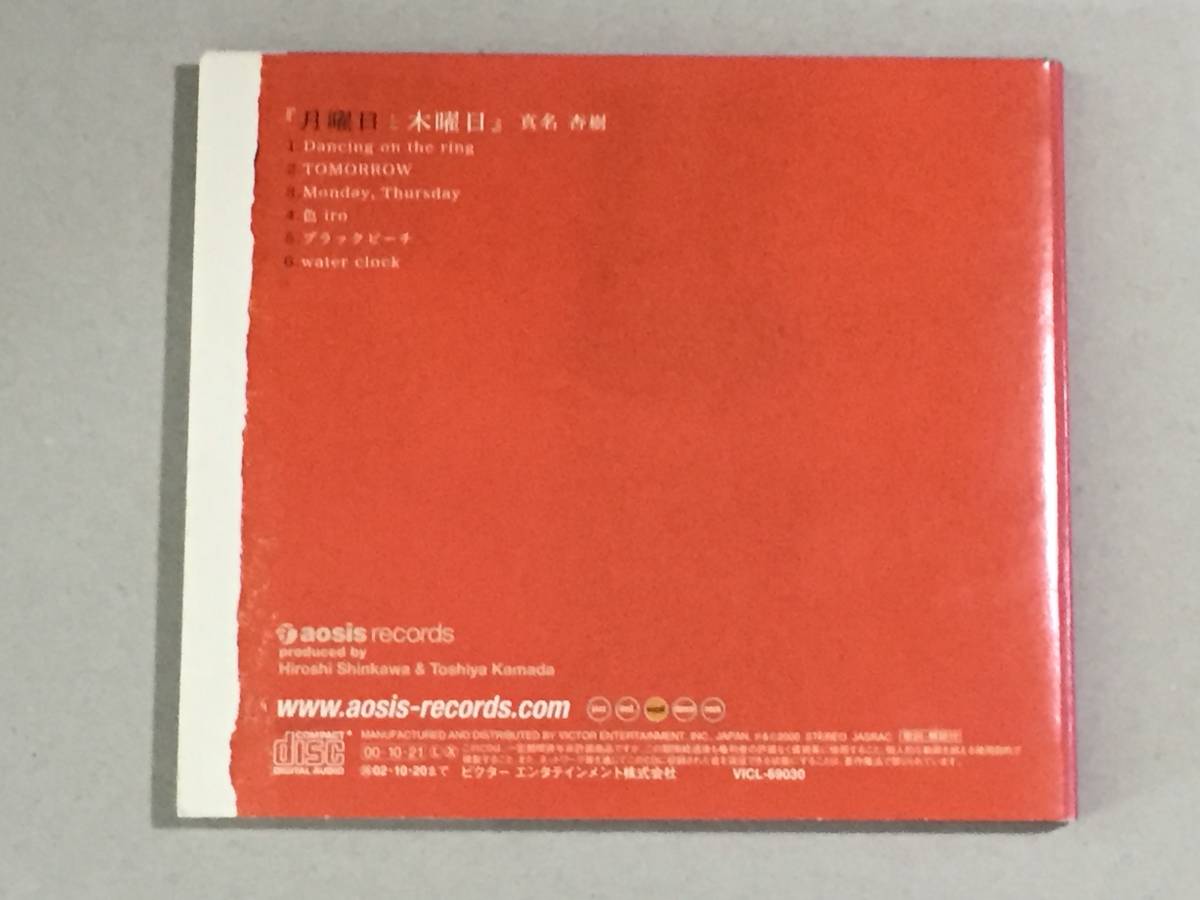 『月曜日と木曜日』 真名 杏樹
1 Dancing on the ring
2 TOMORROW
3 Monday, Thursday
4 色 iro
5 ブラックビーチ
6 water clock
aosis records
produced by
Hiroshi Shinkawa & Toshiya Kamada
www.aosis-records.com
COMPACT disc DIGITAL AUDIO
MANUFACTURED AND DISTRIBUTED BY VICTOR ENTERTAINMENT, INC., JAPAN. STEREO JASRAC
00・10・21
02・10・20まで ビクター エンタテインメント株式会社 VICL-69030